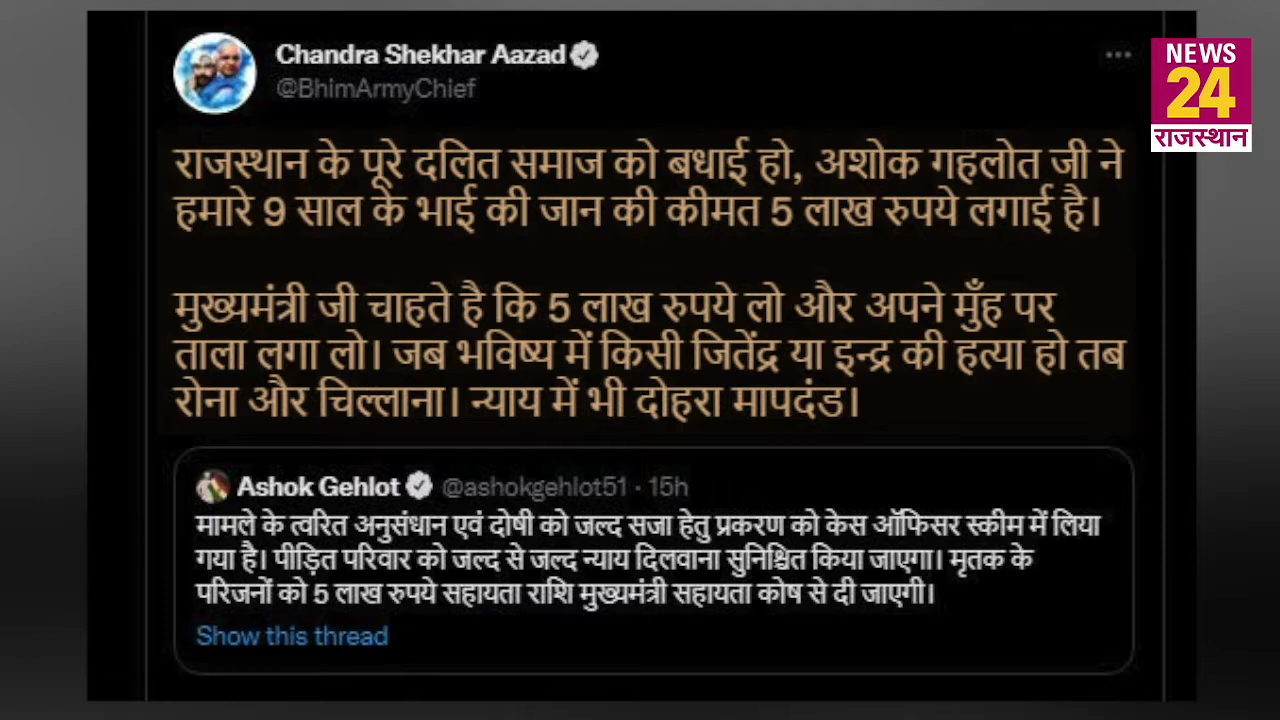 Chandra Shekhar Aazad
@BhimArmyChief
NEWS
24
राजस्थान
राजस्थान के पूरे दलित समाज को बधाई हो, अशोक गहलोत जी ने
हमारे 9 साल के भाई की जान की कीमत 5 लाख रुपये लगाई है।
मुख्यमंत्री जी चाहते है कि 5 लाख रुपये लो और अपने मुँह पर
ताला लगा लो। जब भविष्य में किसी जितेंद्र या इन्द्र की हत्या हो तब
रोना और चिल्लाना। न्याय में भी दोहरा मापदंड।
Ashok Gehlot @ashokgehlot51 · 15h
मामले के त्वरित अनुसंधान एवं दोषी को जल्द सजा हेतु प्रकरण को केस ऑफिसर स्कीम में लिया
गया है। पीड़ित परिवार को जल्द से जल्द न्याय दिलवाना सुनिश्चित किया जाएगा। मृतक के
परिजनों को 5 लाख रुपये सहायता राशि मुख्यमंत्री सहायता कोष से दी जाएगी।
Show this thread